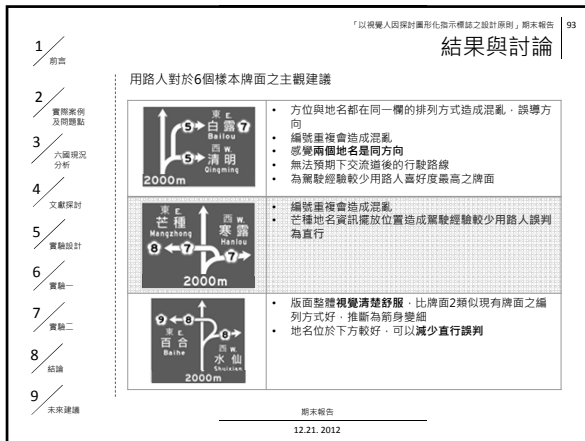 「以視覺人因探討圖形化指示標誌之設計原則」期末報告 93
結果與討論
1
前言
2
實際案例
及問題點
3
六國現況
分析
4
文獻探討
5
實驗設計
6
實驗一
7
實驗二
8
結論
9
未來建議
用路人對於6個樣本牌面之主觀建議
東 E.
5 白露 7
Bailou
西 W.
5 清明
Qingming
2000m
• 方位與地名都在同一欄的排列方式造成混亂，誤導方
向
• 編號重複會造成混亂
• 感覺兩個地名是同方向
• 無法預期下交流道後的行駛路線
• 為駕駛經驗較少用路人喜好度最高之牌面
東 E.
芒種
Mangzhong
8 7
西 W.
寒露
Hanlou
7
2000m
• 編號重複會造成混亂
• 芒種地名資訊擺放位置造成駕駛經驗較少用路人誤判
為直行
9 8
東 E.
百合
Baihe
8
西 W.
水仙
Shuixian
2000m
• 版面整體視覺清楚舒服，比牌面2類似現有牌面之編
列方式好，推斷為箭身變細
• 地名位於下方較好，可以減少直行誤判
期末報告
12.21. 2012